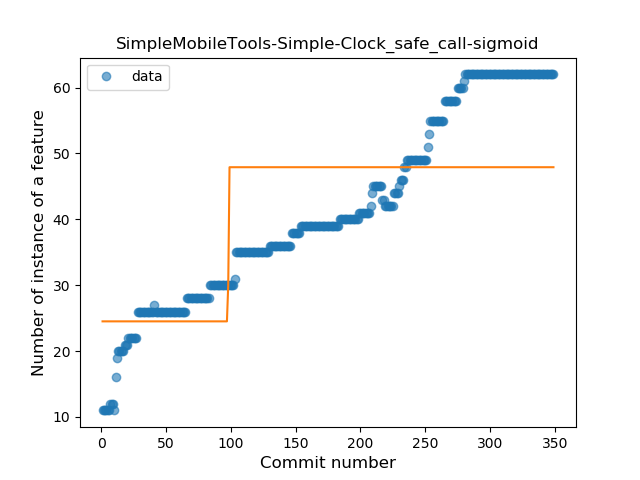 SimpleMobileTools-Simple-Clock_safe_call-sigmoid
data
Number of instance of a feature
60
50
40
30
20
10
0 50 100 150 200 250 300 350
Commit number